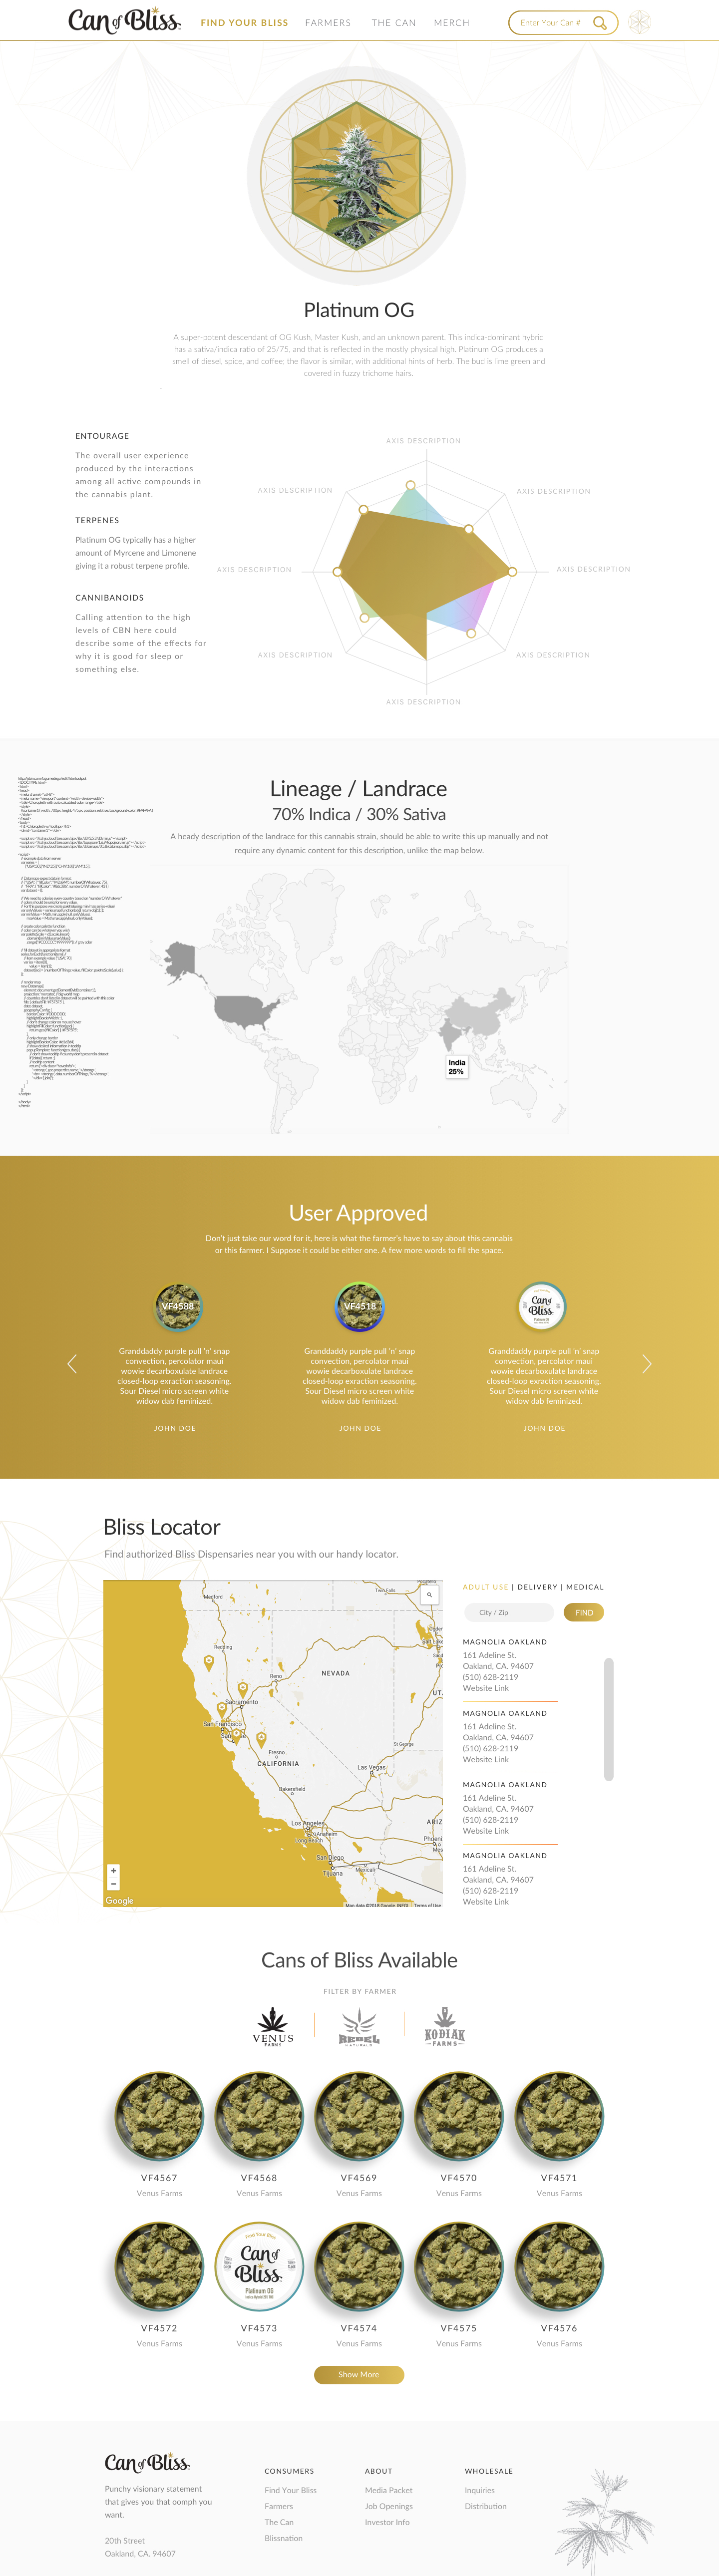 Can of Bliss
FIND YOUR BLISS
FARMERS
THE CAN
MERCH
Enter Your Can #
Platinum OG
A super-potent descendant of OG Kush, Master Kush, and an unknown parent. This indica-dominant hybrid
has a sativa/indica ratio of 25/75, and that is reflected in the mostly physical high. Platinum OG produces a
smell of diesel, spice, and coffee; the flavor is similar, with additional hints of herb. The bud is lime green and
covered in fuzzy trichome hairs.
ENTOURAGE
The overall user experience
produced by the interactions
among all active compounds in
the cannabis plant.
TERPENES
Platinum OG typically has a higher
amount of Myrcene and Limonene
giving it a robust terpene profile.
CANNIBANOIDS
Calling attention to the high
levels of CBN here could
describe some of the effects for
why it is good for sleep or
something else.
AXIS DESCRIPTION
AXIS DESCRIPTION
AXIS DESCRIPTION
AXIS DESCRIPTION
AXIS DESCRIPTION
AXIS DESCRIPTION
AXIS DESCRIPTION
AXIS DESCRIPTION
Lineage / Landrace
70% Indica / 30% Sativa
A heady description of the landrace for this cannabis strain, should be able to write this up manually and not
require any dynamic content for this description, unlike the map below.
India
25%
User Approved
Don't just take our word for it, here is what the farmer's have to say about this cannabis
or this farmer. I Suppose it could be either one. A few more words to fill the space.
VF4588
Granddaddy purple pull 'n' snap
convection, percolator maui
wowie decarboxulate landrace
closed-loop exraction seasoning.
Sour Diesel micro screen white
widow dab feminized.
JOHN DOE
VF4518
Granddaddy purple pull 'n' snap
convection, percolator maui
wowie decarboxulate landrace
closed-loop exraction seasoning.
Sour Diesel micro screen white
widow dab feminized.
JOHN DOE
Can of Bliss
Granddaddy purple pull 'n' snap
convection, percolator maui
wowie decarboxulate landrace
closed-loop exraction seasoning.
Sour Diesel micro screen white
widow dab feminized.
JOHN DOE
Bliss Locator
Find authorized Bliss Dispensaries near you with our handy locator.
Medford
Twin Falls
Redding
Reno
NEVADA
Sacramento
San Francisco
Fresno
CALIFORNIA
St George
Las Vegas
Bakersfield
Los Angeles
Anaheim
Long Beach
ARIZ
Phoeni
San Diego
Tijuana
Mexicali
UT
Google
Terms of Use
ADULT USE | DELIVERY | MEDICAL
City / Zip
FIND
MAGNOLIA OAKLAND
161 Adeline St.
Oakland, CA. 94607
(510) 628-2119
Website Link
MAGNOLIA OAKLAND
161 Adeline St.
Oakland, CA. 94607
(510) 628-2119
Website Link
MAGNOLIA OAKLAND
161 Adeline St.
Oakland, CA. 94607
(510) 628-2119
Website Link
MAGNOLIA OAKLAND
161 Adeline St.
Oakland, CA. 94607
(510) 628-2119
Website Link
Cans of Bliss Available
FILTER BY FARMER
VENUS
FARMS
REBEL
NATURALS
KODIAK
FARMS
VF4567
Venus Farms
VF4568
Venus Farms
VF4569
Venus Farms
VF4570
Venus Farms
VF4571
Venus Farms
VF4572
Venus Farms
Find Your Bliss
Can of Bliss
Platinum OG
VF4573
Venus Farms
VF4574
Venus Farms
VF4575
Venus Farms
VF4576
Venus Farms
Show More
Can of Bliss
Punchy visionary statement
that gives you that oomph you
want.
20th Street
Oakland, CA. 94607
CONSUMERS
Find Your Bliss
Farmers
The Can
Blissnation
ABOUT
Media Packet
Job Openings
Investor Info
WHOLESALE
Inquiries
Distribution